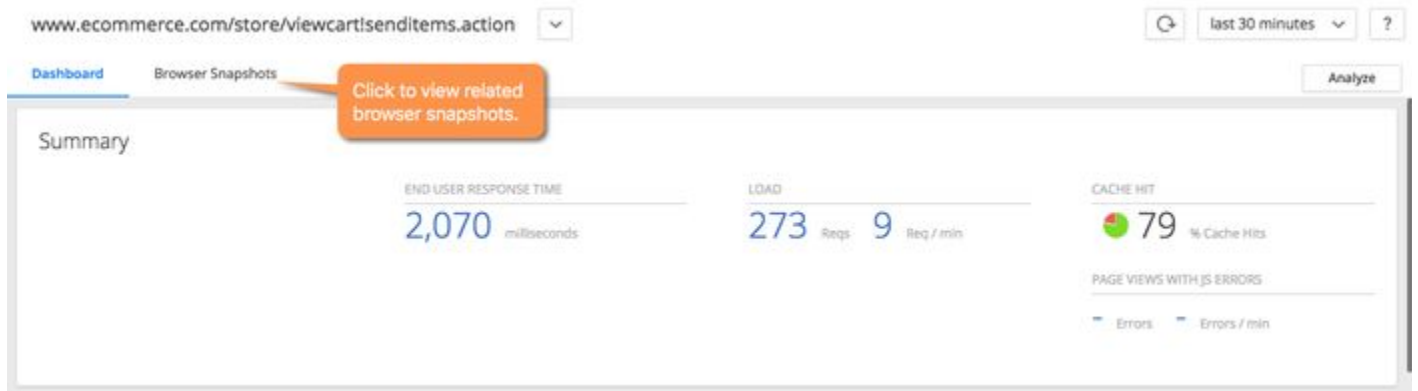 www.ecommerce.com/store/viewcart!senditems.action
last 30 minutes
?
Dashboard
Browser Snapshots
Click to view related
browser snapshots.
Analyze
Summary
END USER RESPONSE TIME
2,070 milliseconds
LOAD
273 Reqs 9 Req / min
CACHE HIT
79 % Cache Hits
PAGE VIEWS WITH JS ERRORS
- Errors - Errors / min